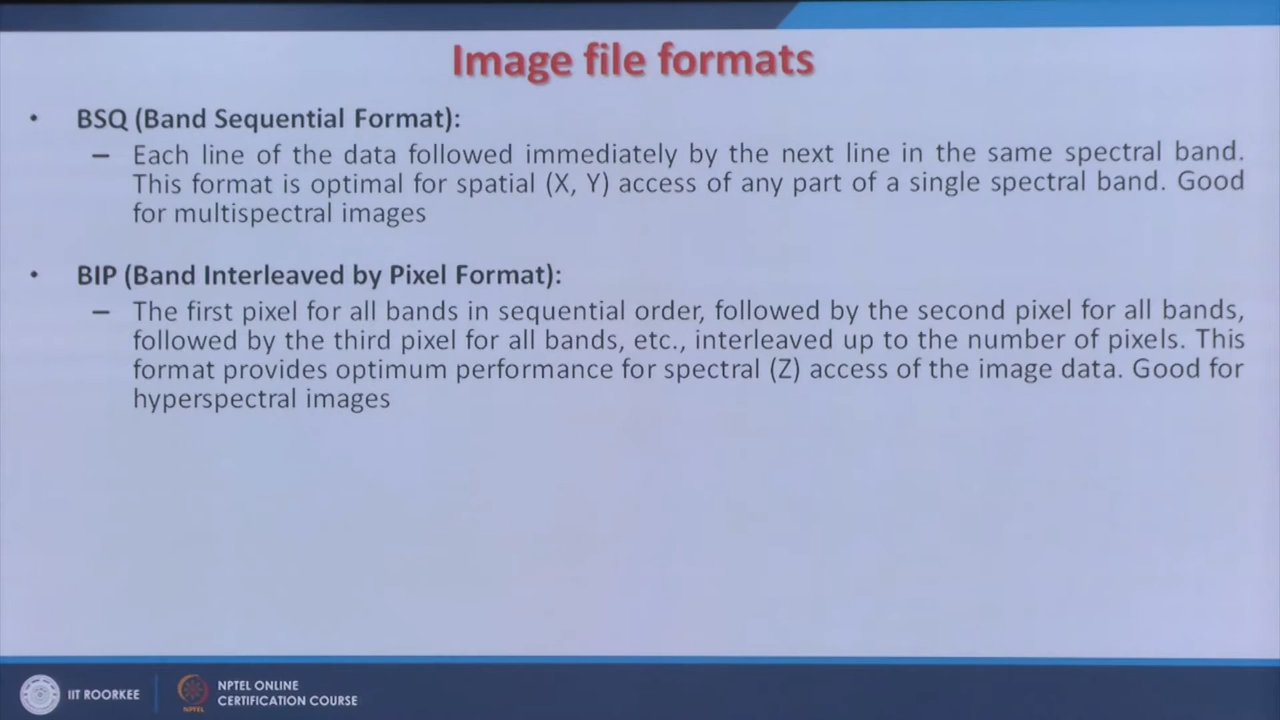 Image file formats
• BSQ (Band Sequential Format):
– Each line of the data followed immediately by the next line in the same spectral band.
This format is optimal for spatial (X, Y) access of any part of a single spectral band. Good
for multispectral images
• BIP (Band Interleaved by Pixel Format):
– The first pixel for all bands in sequential order, followed by the second pixel for all bands,
followed by the third pixel for all bands, etc., interleaved up to the number of pixels. This
format provides optimum performance for spectral (Z) access of the image data. Good for
hyperspectral images
IIT ROORKEE
NPTEL
NPTEL ONLINE
CERTIFICATION COURSE